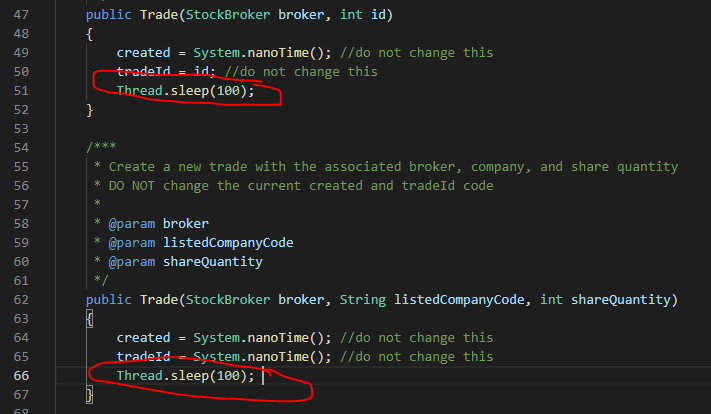 47 public Trade(StockBroker broker, int id)
48 {
49 created = System.nanoTime(); //do not change this
50 tradeId = id; //do not change this
51 Thread.sleep(100);
52 }
53
54 /***
55 * Create a new trade with the associated broker, company, and share quantity
56 * DO NOT change the current created and tradeId code
57 *
58 * @param broker
59 * @param listedCompanyCode
60 * @param shareQuantity
61 */
62 public Trade(StockBroker broker, String listedCompanyCode, int shareQuantity)
63 {
64 created = System.nanoTime(); //do not change this
65 tradeId = System.nanoTime(); //do not change this
66 Thread.sleep(100);
67 }
68